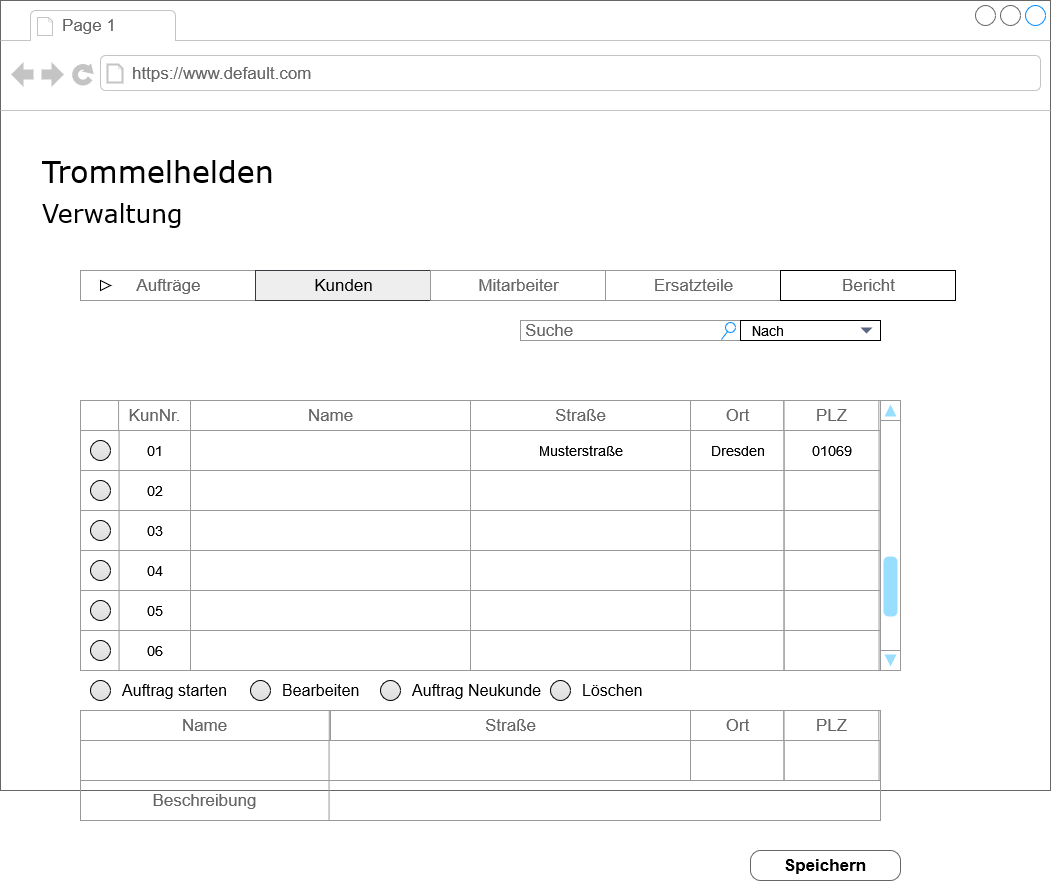 Page 1
https://www.default.com
Trommelhelden
Verwaltung
Aufträge Kunden Mitarbeiter Ersatzteile Bericht
Suche Nach
KunNr. Name Straße Ort PLZ
01 Musterstraße Dresden 01069
02
03
04
05
06
Auftrag starten Bearbeiten Auftrag Neukunde Löschen
Name Straße Ort PLZ
Beschreibung
Speichern